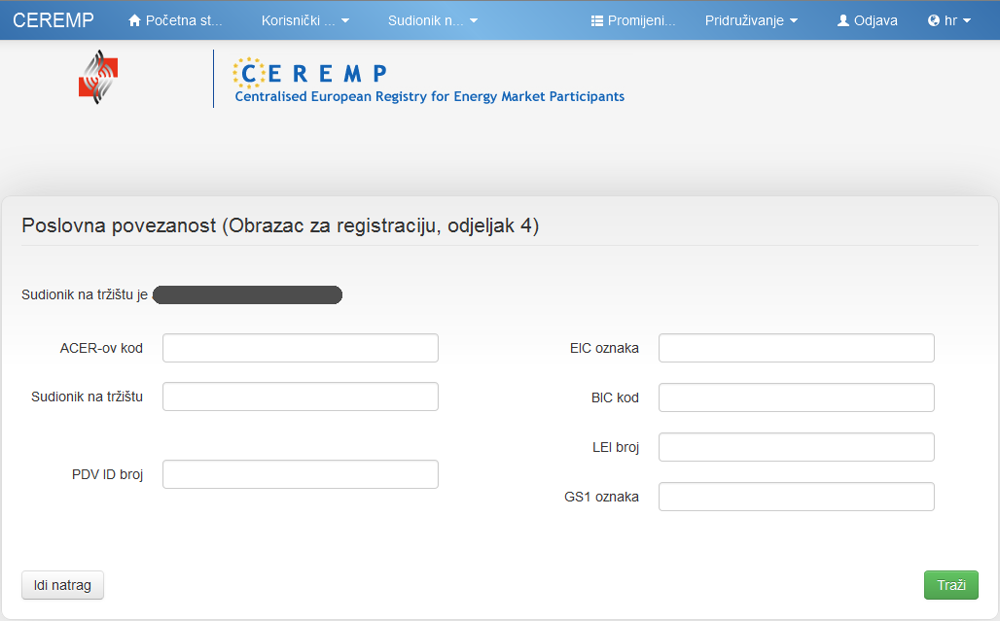 CEREMP Početna st... Korisnički ... Sudionik n... Promijeni... Pridruživanje Odjava hr
CEREMP
Centralised European Registry for Energy Market Participants
Poslovna povezanost (Obrazac za registraciju, odjeljak 4)
Sudionik na tržištu je
ACER-ov kod
EIC oznaka
Sudionik na tržištu
BIC kod
LEI broj
PDV ID broj
GS1 oznaka
Idi natrag
Traži